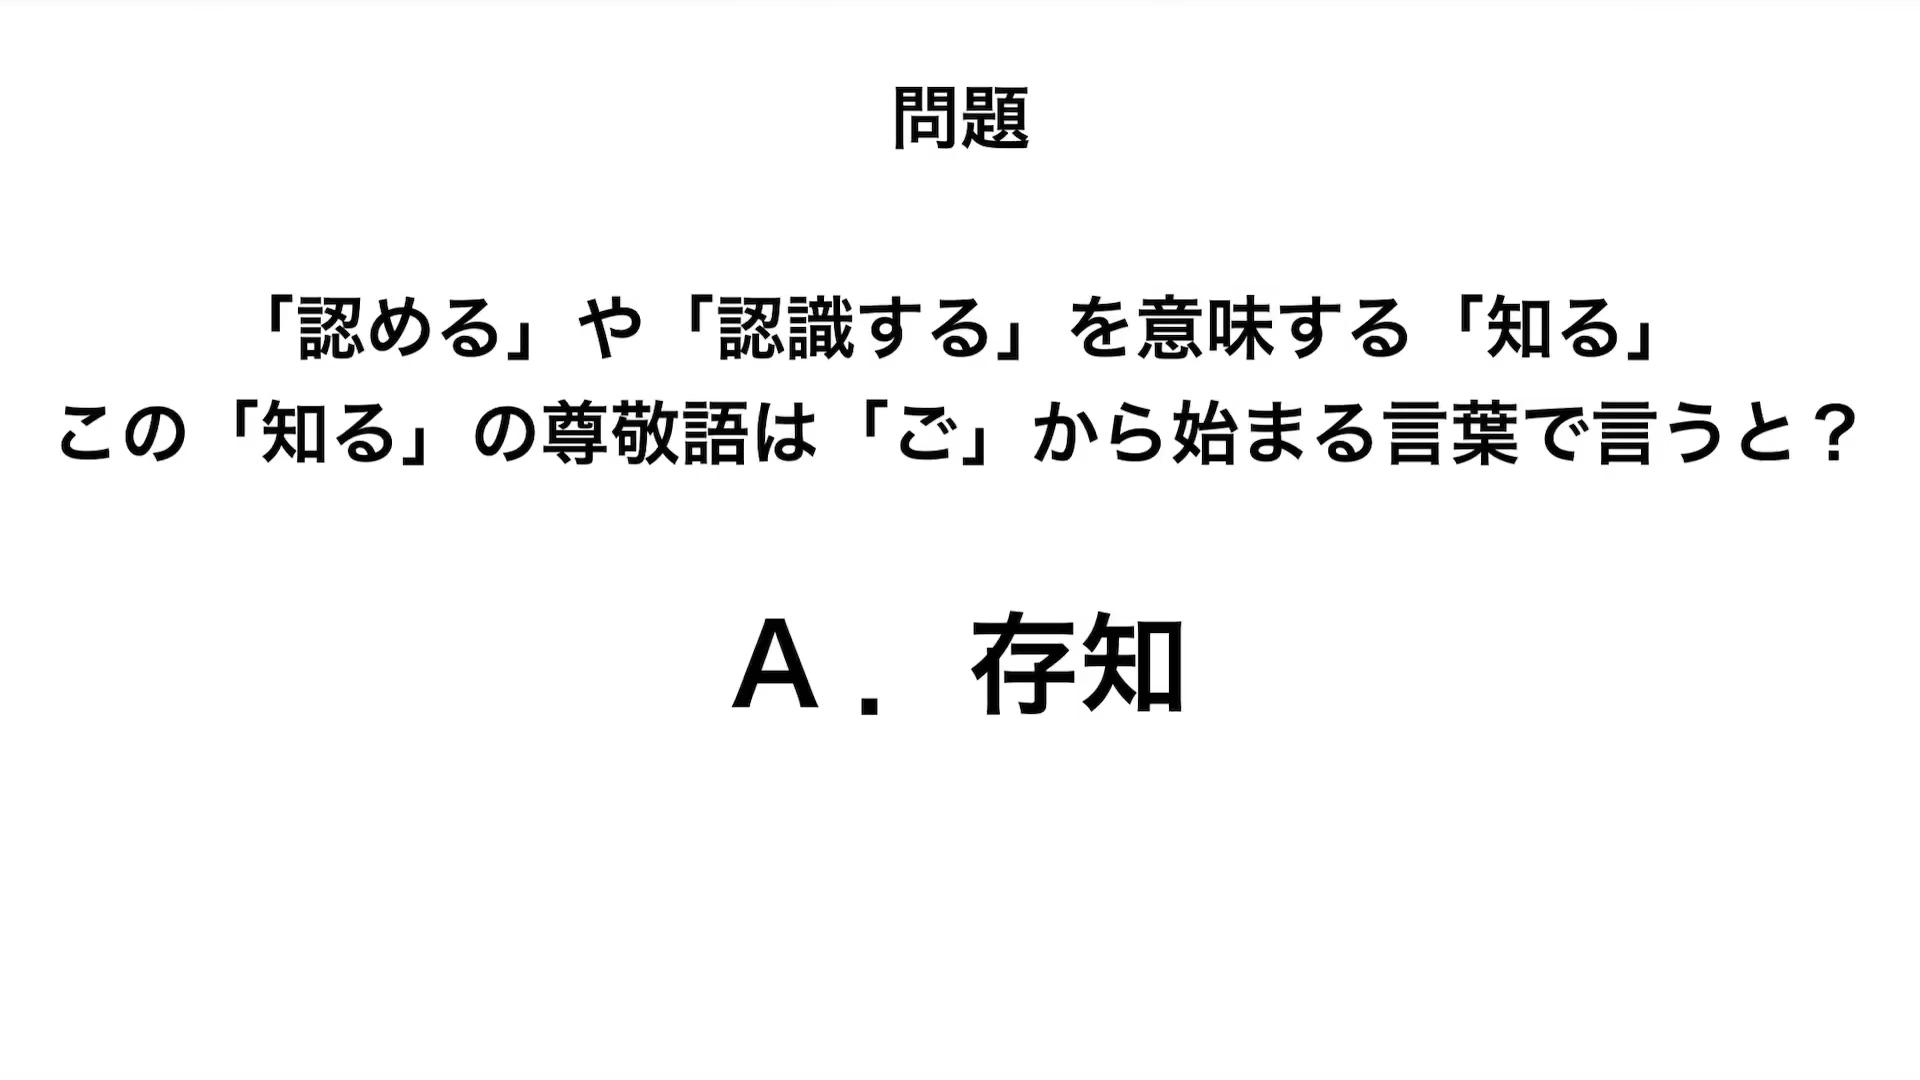 問題
「認める」や「認識する」を意味する「知る」
この「知る」の尊敬語は「ご」から始まる言葉で言うと？
A．存知